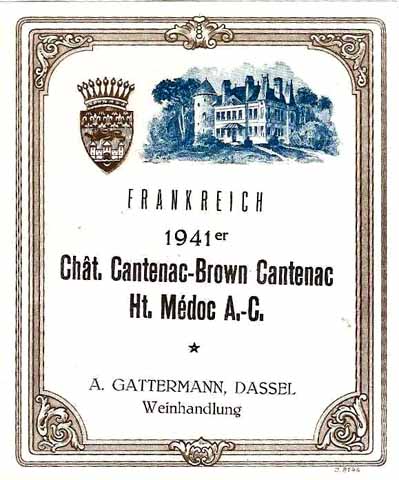 FRANKREICH
1941er
Chât. Cantenac-Brown Cantenac
Ht. Médoc A.-C.
A. GATTERMANN, DASSEL
Weinhandlung